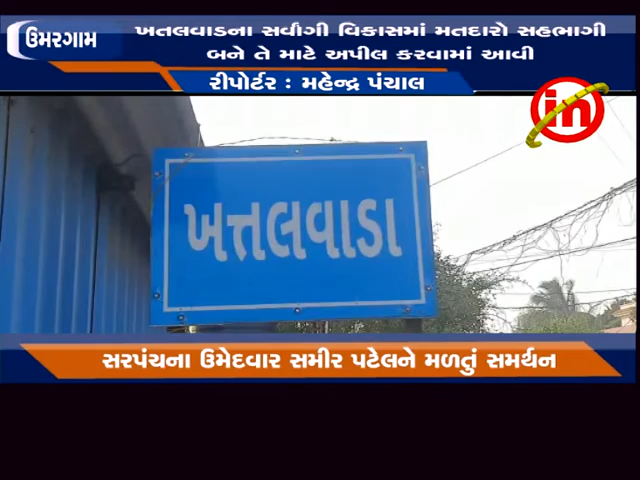 ઉમરગામ
ખતલવાડના સર્વાંગી વિકાસમાં મતદારો સહભાગી
બને તે માટે અપીલ કરવામાં આવી
રીપોર્ટર : મહેન્દ્ર પંચાલ
in
ખત્તલવાડા
સરપંચના ઉમેદવાર સમીર પટેલને મળતું સમર્થન